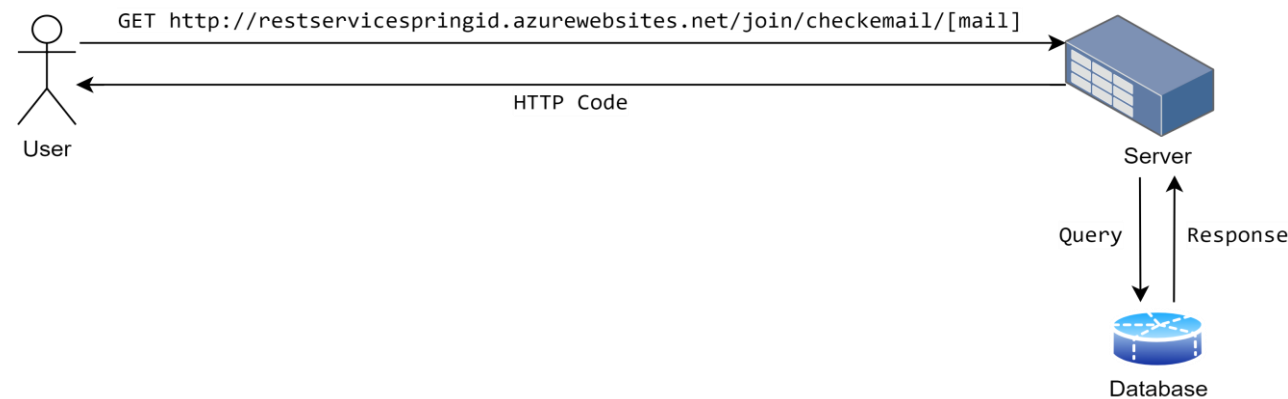 GET http://restservicespringid.azurewebsites.net/join/checkemail/[mail]
HTTP Code
User
Server
Query
Response
Database